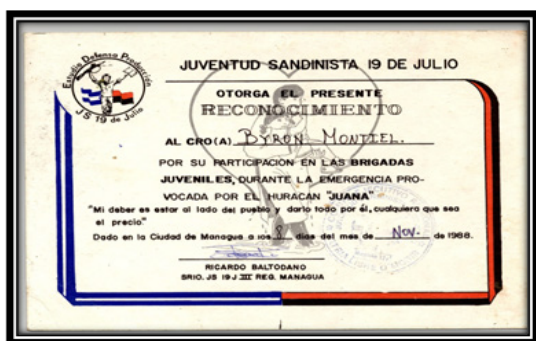 Estudio Defensa Producción
JS 19 de Julio
JUVENTUD SANDINISTA 19 DE JULIO
OTORGA EL PRESENTE
RECONOCIMIENTO
AL CRO(A) BYRON MONTIEL.
POR SU PARTICIPACION EN LAS BRIGADAS
JUVENILES, DURANTE LA EMERGENCIA PRO-
VOCADA POR EL HURACAN "JUANA"
"Mi deber es estar al lado del pueblo y darlo todo por él, cualquiera que sea
el precio"
Dado en la Ciudad de Managua a los 8 días del mes de Nov. de 1988.
RICARDO BALTODANO
SRIO. JS 19 J III REG. MANAGUA